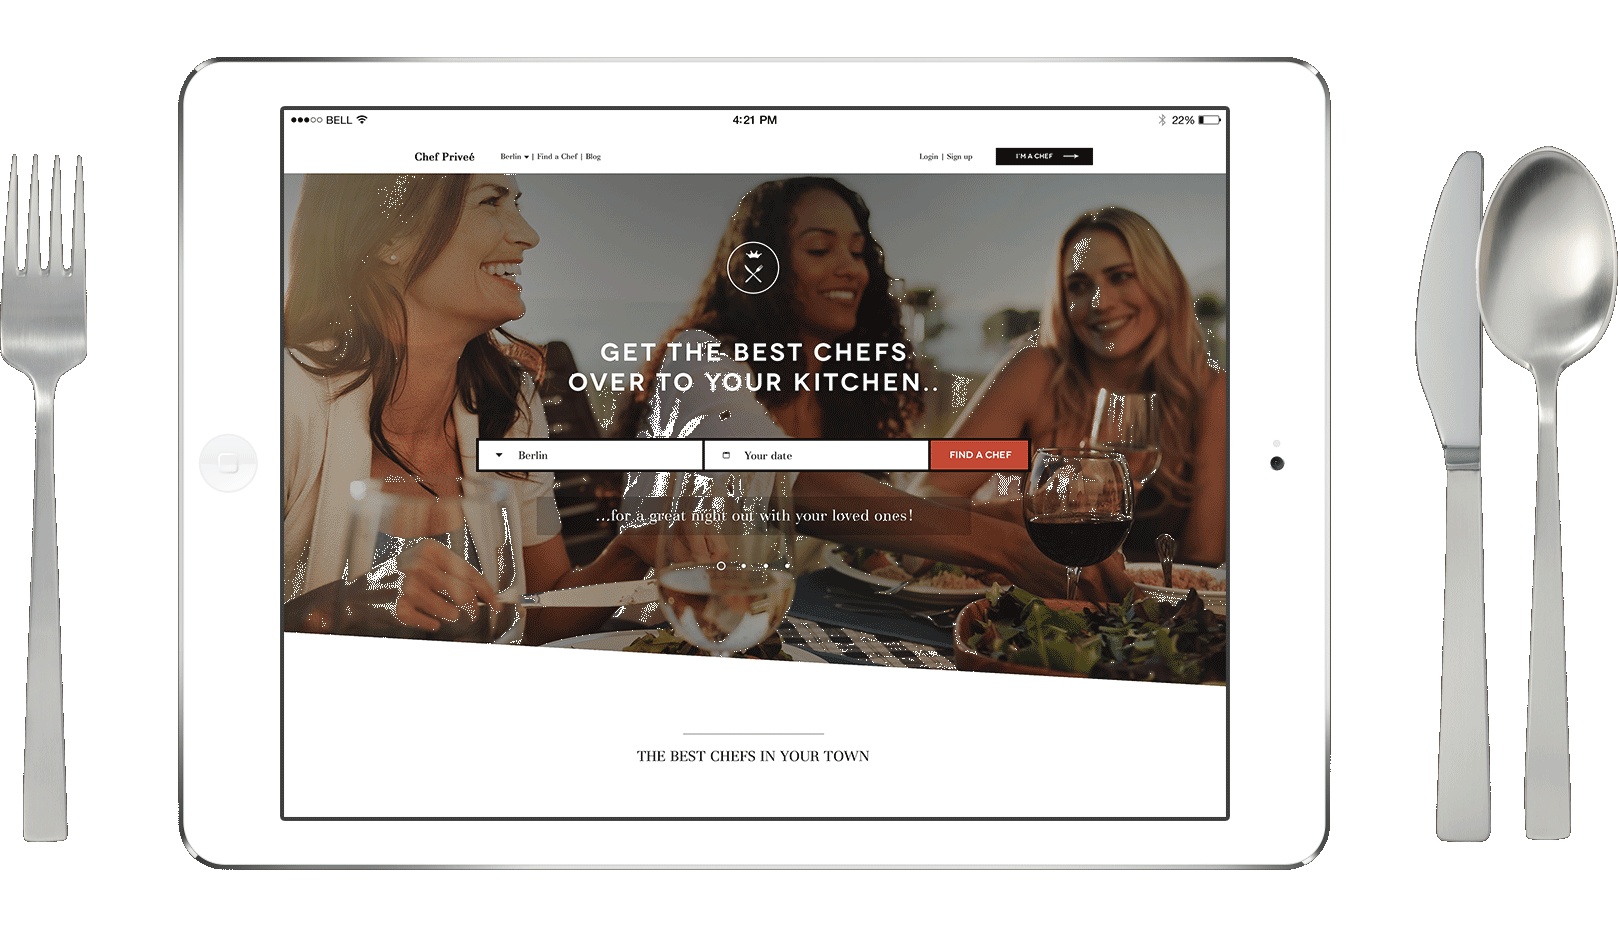 BELL
4:21 PM
22%
Chef Priveé
Berlin | Find a Chef | Blog
Login | Sign up
I'M A CHEF
GET THE BEST CHEFS
OVER TO YOUR KITCHEN..
Berlin
Your date
FIND A CHEF
...for a great night out with your loved ones!
THE BEST CHEFS IN YOUR TOWN